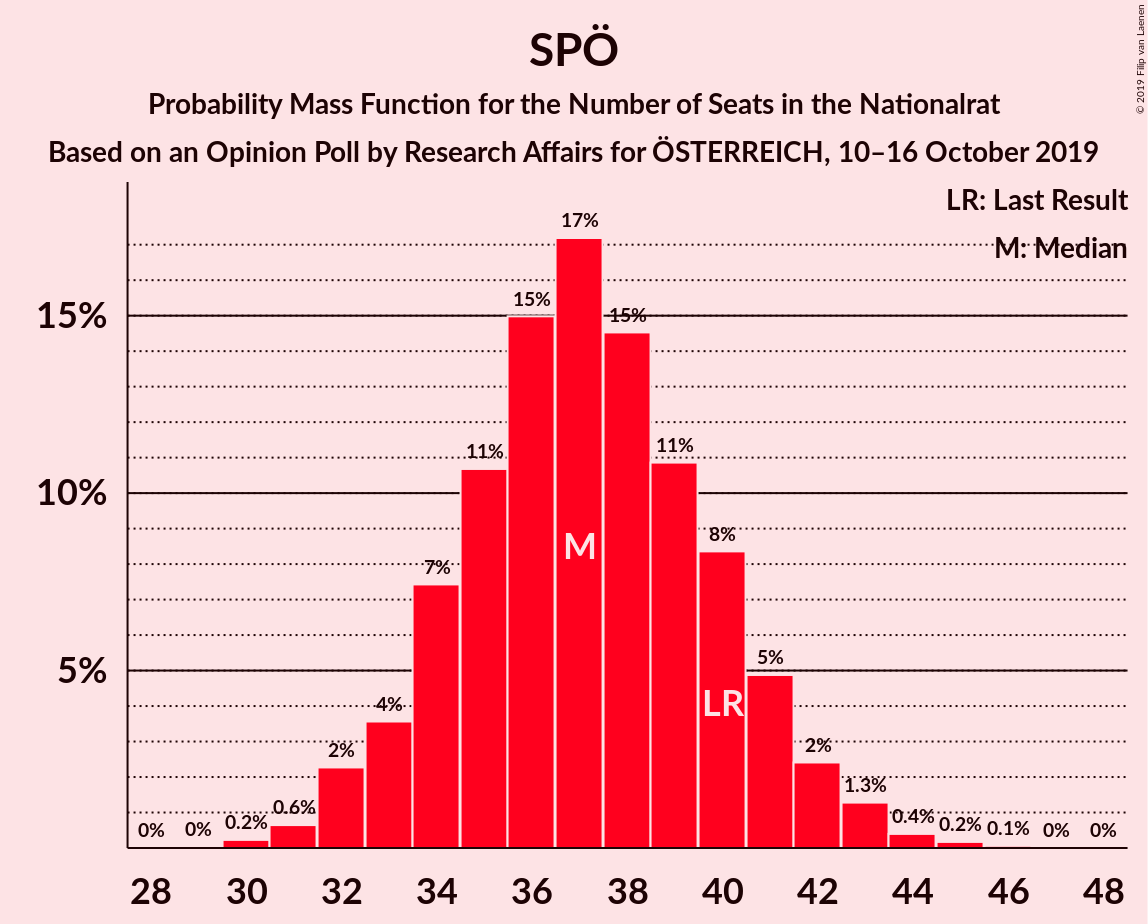 SPÖ
Probability Mass Function for the Number of Seats in the Nationalrat
Based on an Opinion Poll by Research Affairs for ÖSTERREICH, 10–16 October 2019
© 2019 Filip van Laenen
LR: Last Result
M: Median
15%
10%
5%
0%
0%
0.2%
0.6%
2%
4%
7%
11%
15%
17%
15%
11%
8%
5%
2%
1.3%
0.4%
0.2%
0.1%
0%
0%
M
LR
28 30 32 34 36 38 40 42 44 46 48